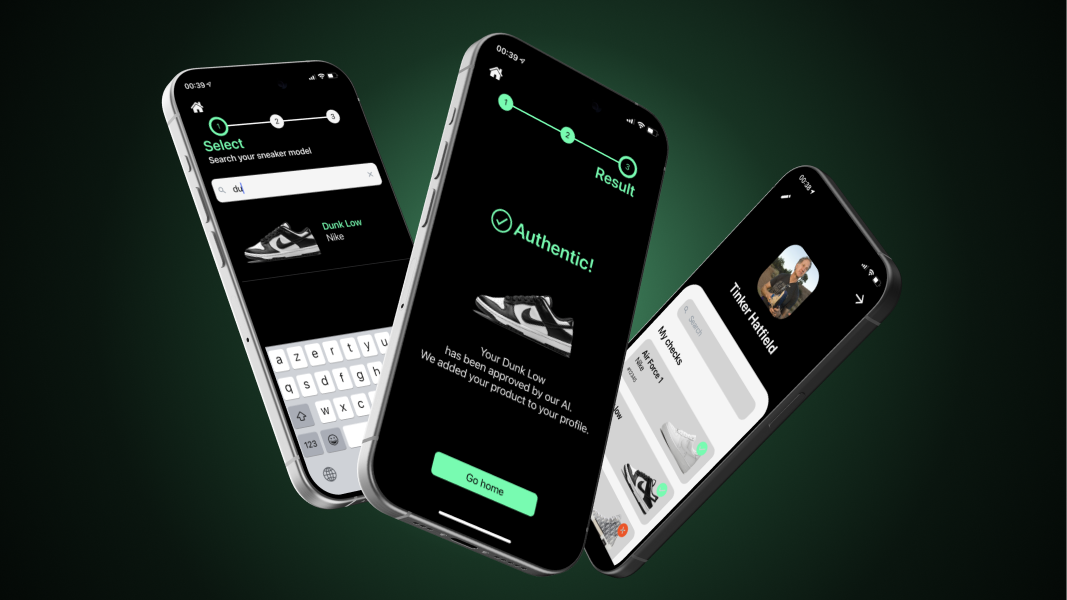 00:39
1
2
3
Select
Search your sneaker model
du
Dunk Low
Nike
a z e r t y u
q s d f g h
w x c
123
00:39
1
2
3
Result
Authentic!
Your Dunk Low
has been approved by our AI.
We added your product to your profile.
Go home
00:38
Tinker Hatfield
Search
My checks
Air Force 1
Nike
low